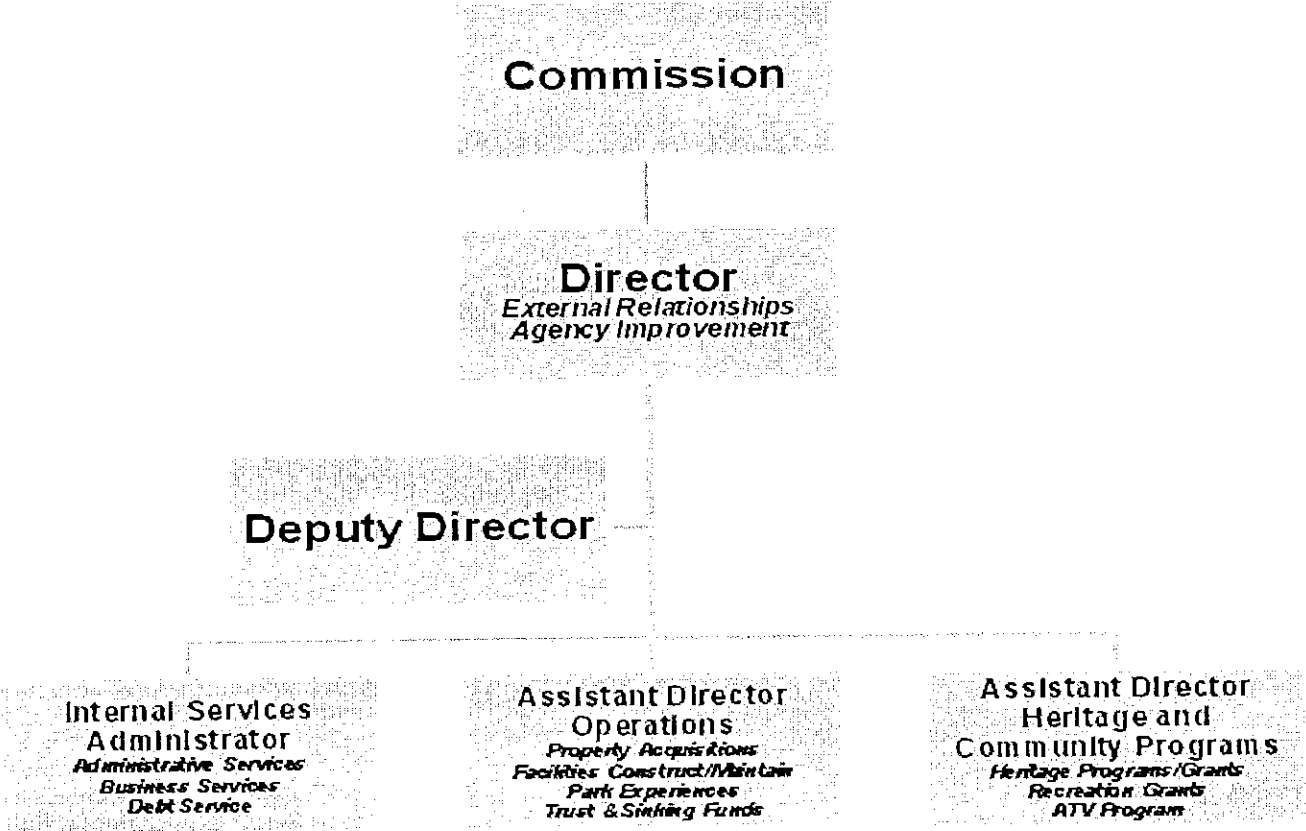 Commission
Director
External Relationships
Agency Improvement
Deputy Director
Internal Services
Administrator
Administrative Services
Business Services
Debt Service
Assistant Director
Operations
Property Acquisitions
Facilities Construct/Maintain
Park Experiences
Trust & Sinking Funds
Assistant Director
Heritage and
Community Programs
Heritage Programs/Grants
Recreation Grants
ATV Program